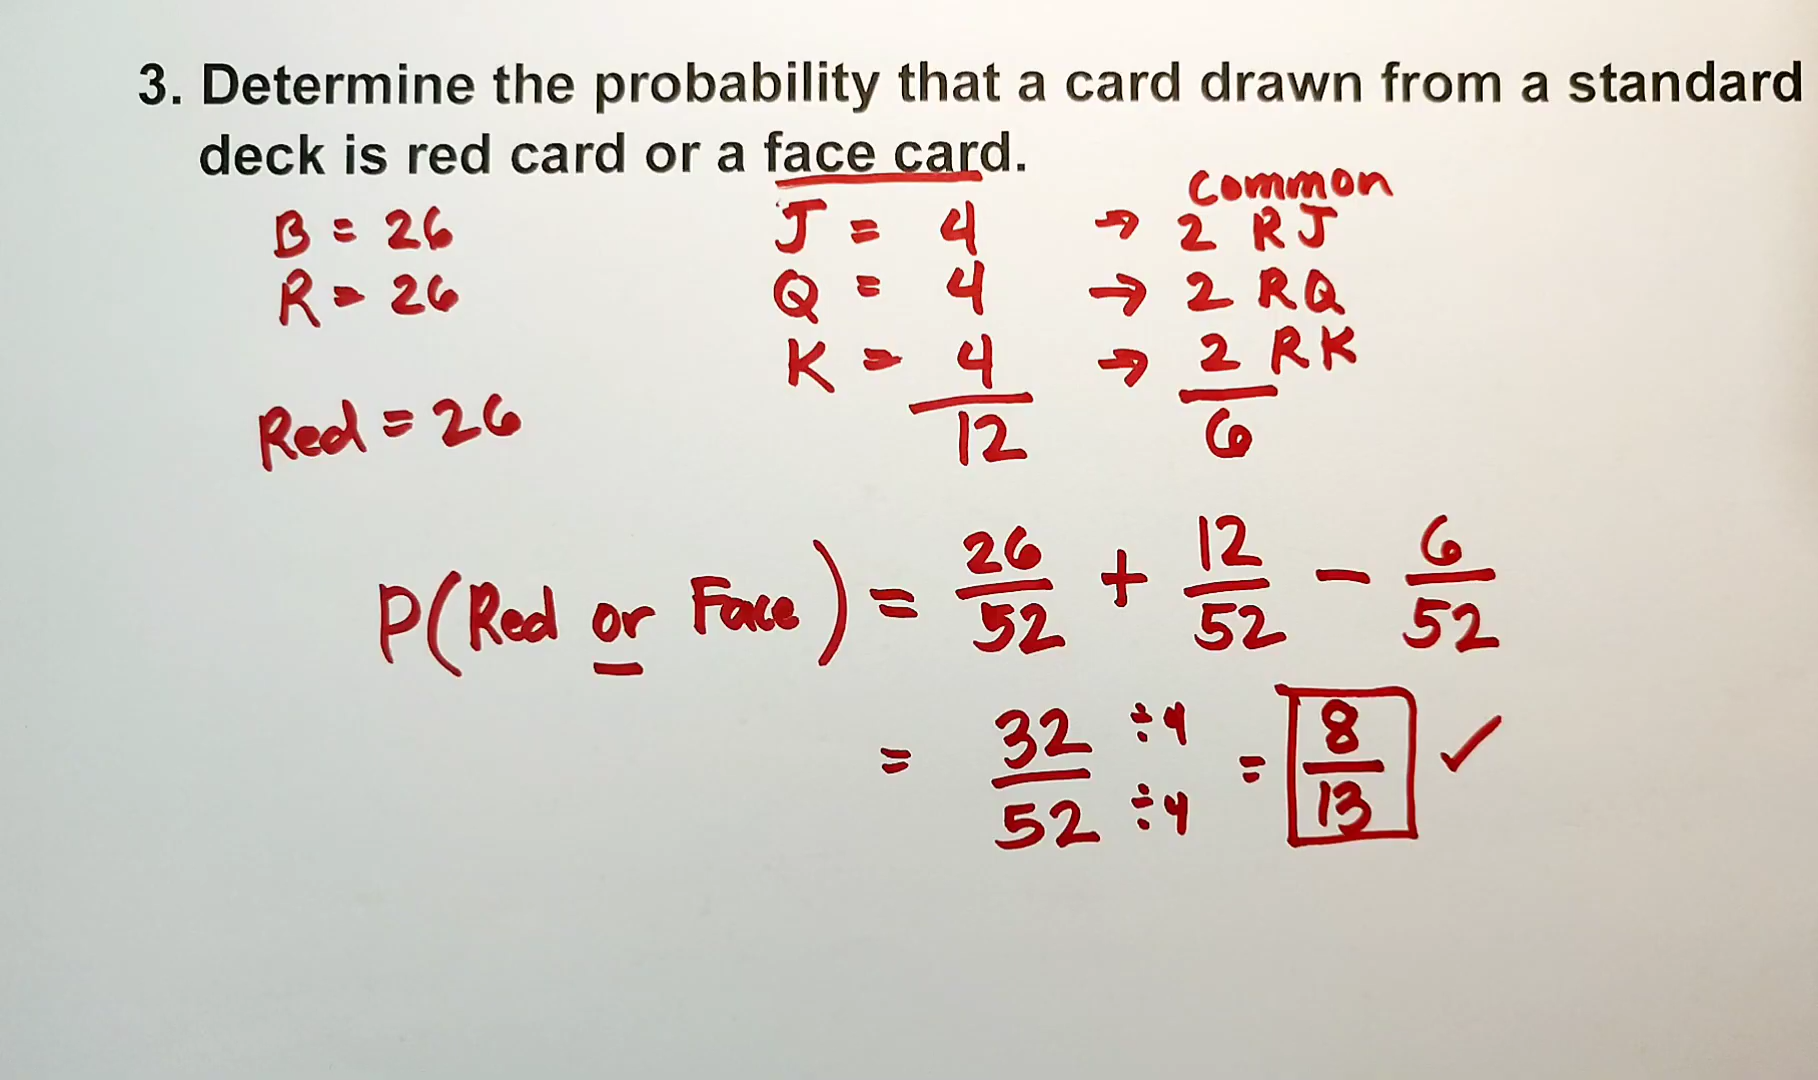 3. Determine the probability that a card drawn from a standard
deck is red card or a face card.
B = 26
R = 26
Red = 26
common
J = 4 → 2 RJ
Q = 4 → 2 RQ
K = 4 → 2 RK
12 6
P(Red or Face) = 26/52 + 12/52 − 6/52
= 32/52 ÷4/÷4 = 8/13 ✓